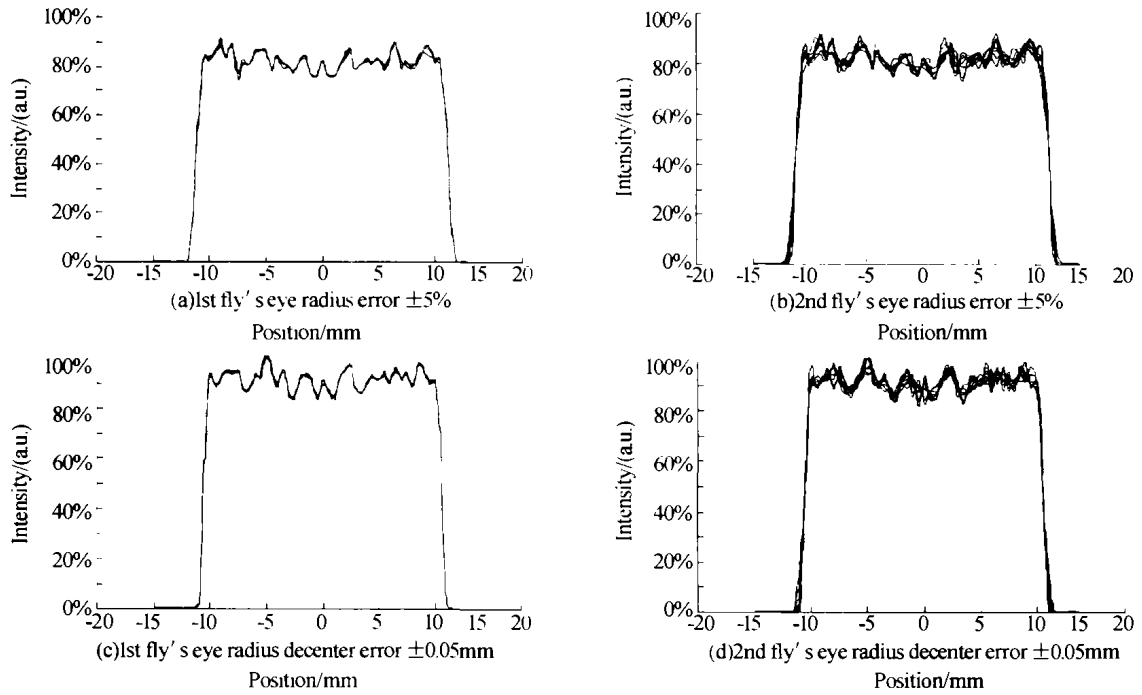 100%
80%
60%
40%
20%
0%
Intensity/(a.u.)
-20 -15 -10 -5 0 5 10 15 20
(a)1st fly' s eye radius error ±5%
Position/mm
100%
80%
60%
40%
20%
0%
Intensity/(a.u.)
-20 -15 -10 -5 0 5 10 15 20
(b)2nd fly' s eye radius error ±5%
Position/mm
100%
80%
60%
40%
20%
0%
Intensity/(a.u.)
-20 -15 -10 -5 0 5 10 15 20
(c)1st fly' s eye radius decenter error ±0.05mm
Position/mm
100%
80%
60%
40%
20%
0%
Intensity/(a.u.)
-20 -15 -10 -5 0 5 10 15 20
(d)2nd fly' s eye radius decenter error ±0.05mm
Position/mm